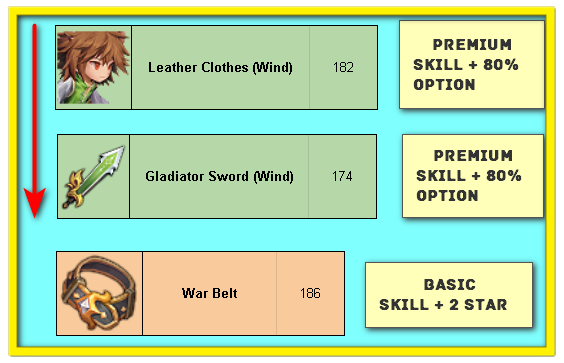 Leather Clothes (Wind) 182
PREMIUM
SKILL + 80%
OPTION
Gladiator Sword (Wind) 174
PREMIUM
SKILL + 80%
OPTION
War Belt 186
BASIC
SKILL + 2 STAR